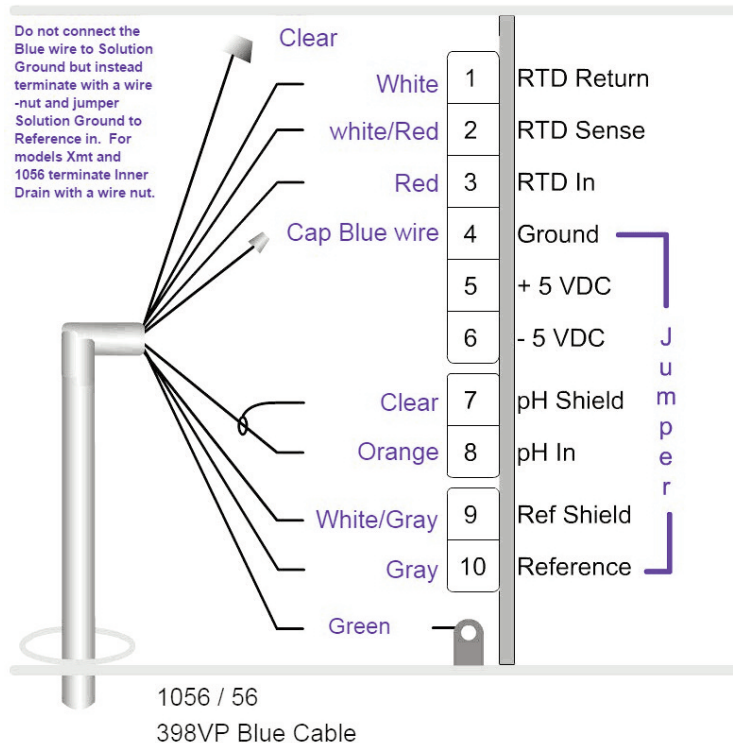 Do not connect the
Blue wire to Solution
Ground but instead
terminate with a wire
-nut and jumper
Solution Ground to
Reference in. For
models Xmt and
1056 terminate Inner
Drain with a wire nut.
Clear
White 1 RTD Return
white/Red 2 RTD Sense
Red 3 RTD In
Cap Blue wire 4 Ground
5 + 5 VDC
6 - 5 VDC
Jumper
Clear 7 pH Shield
Orange 8 pH In
White/Gray 9 Ref Shield
Gray 10 Reference
Green
1056 / 56
398VP Blue Cable